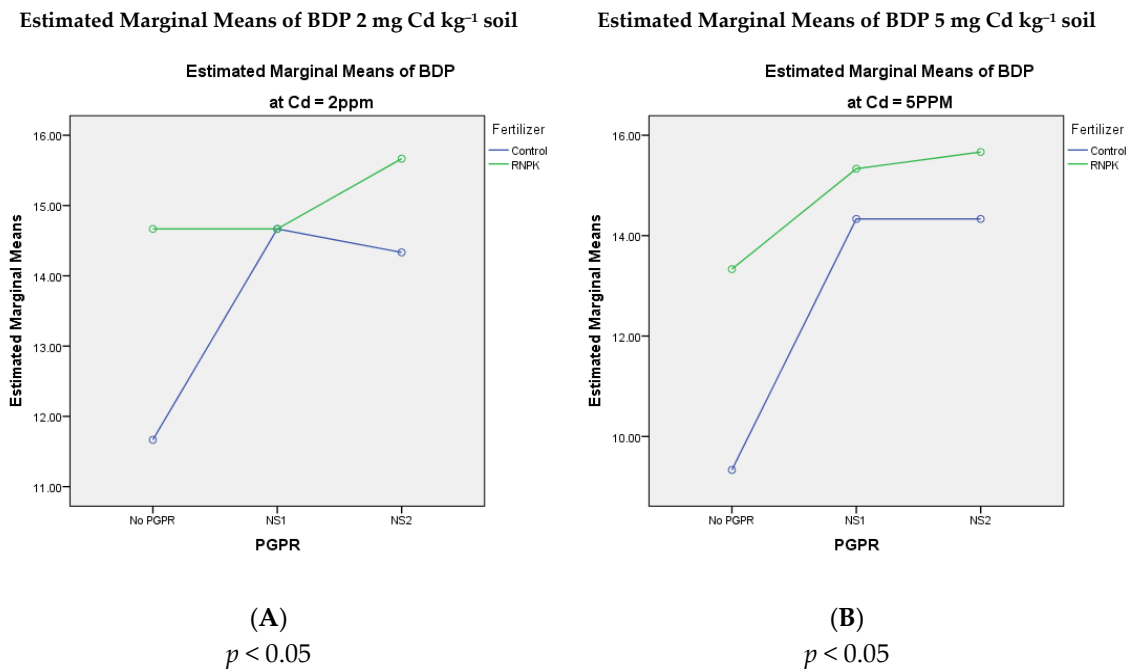 Estimated Marginal Means of BDP 2 mg Cd kg⁻¹ soil
Estimated Marginal Means of BDP
at Cd = 2ppm
Estimated Marginal Means
16.00
15.00
14.00
13.00
12.00
11.00
No PGPR NS1 NS2
PGPR
Fertilizer
Control
RNPK
(A)
p < 0.05
Estimated Marginal Means of BDP 5 mg Cd kg⁻¹ soil
Estimated Marginal Means of BDP
at Cd = 5PPM
Estimated Marginal Means
16.00
14.00
12.00
10.00
No PGPR NS1 NS2
PGPR
Fertilizer
Control
RNPK
(B)
p < 0.05